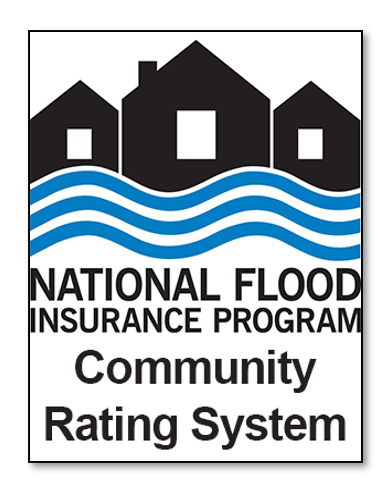 NATIONAL FLOOD
INSURANCE PROGRAM
Community
Rating System